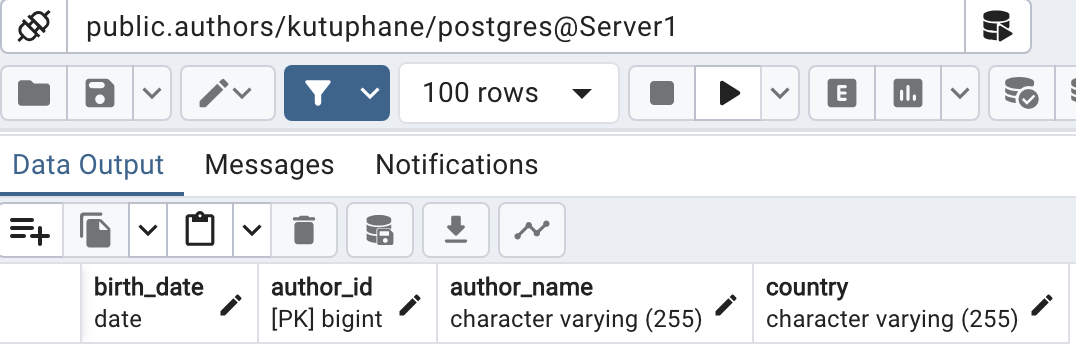 public.authors/kutuphane/postgres@Server1
100 rows
E
Data Output Messages Notifications
birth_date author_id author_name country
date [PK] bigint character varying (255) character varying (255)